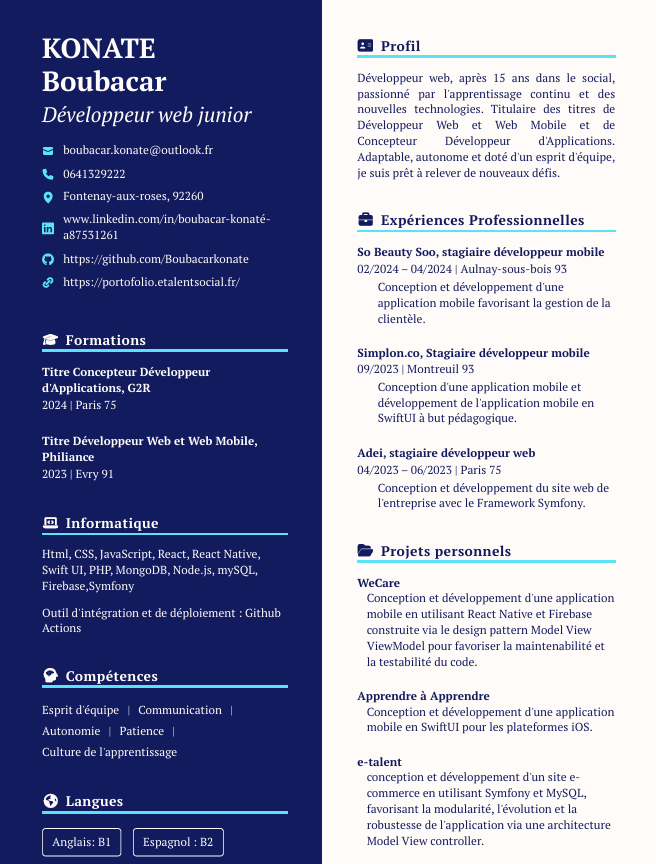 KONATE
Boubacar
Développeur web junior
boubacar.konate@outlook.fr
0641329222
Fontenay-aux-roses, 92260
www.linkedin.com/in/boubacar-konaté-
a87531261
https://github.com/Boubacarkonate
https://portofolio.etalentsocial.fr/
Formations
Titre Concepteur Développeur
d'Applications, G2R
2024 | Paris 75
Titre Développeur Web et Web Mobile,
Philiance
2023 | Evry 91
Informatique
Html, CSS, JavaScript, React, React Native,
Swift UI, PHP, MongoDB, Node.js, mySQL,
Firebase,Symfony
Outil d'intégration et de déploiement : Github
Actions
Compétences
Esprit d'équipe | Communication |
Autonomie | Patience |
Culture de l'apprentissage
Langues
Anglais: B1 Espagnol : B2
Profil
Développeur web, après 15 ans dans le social,
passionné par l'apprentissage continu et des
nouvelles technologies. Titulaire des titres de
Développeur Web et Web Mobile et de
Concepteur Développeur d'Applications.
Adaptable, autonome et doté d'un esprit d'équipe,
je suis prêt à relever de nouveaux défis.
Expériences Professionnelles
So Beauty Soo, stagiaire développeur mobile
02/2024 – 04/2024 | Aulnay-sous-bois 93
Conception et développement d'une
application mobile favorisant la gestion de la
clientèle.
Simplon.co, Stagiaire développeur mobile
09/2023 | Montreuil 93
Conception d'une application mobile et
développement de l'application mobile en
SwiftUI à but pédagogique.
Adei, stagiaire développeur web
04/2023 – 06/2023 | Paris 75
Conception et développement du site web de
l'entreprise avec le Framework Symfony.
Projets personnels
WeCare
Conception et développement d'une application
mobile en utilisant React Native et Firebase
construite via le design pattern Model View
ViewModel pour favoriser la maintenabilité et
la testabilité du code.
Apprendre à Apprendre
Conception et développement d'une application
mobile en SwiftUI pour les plateformes iOS.
e-talent
conception et développement d'un site e-
commerce en utilisant Symfony et MySQL,
favorisant la modularité, l'évolution et la
robustesse de l'application via une architecture
Model View controller.